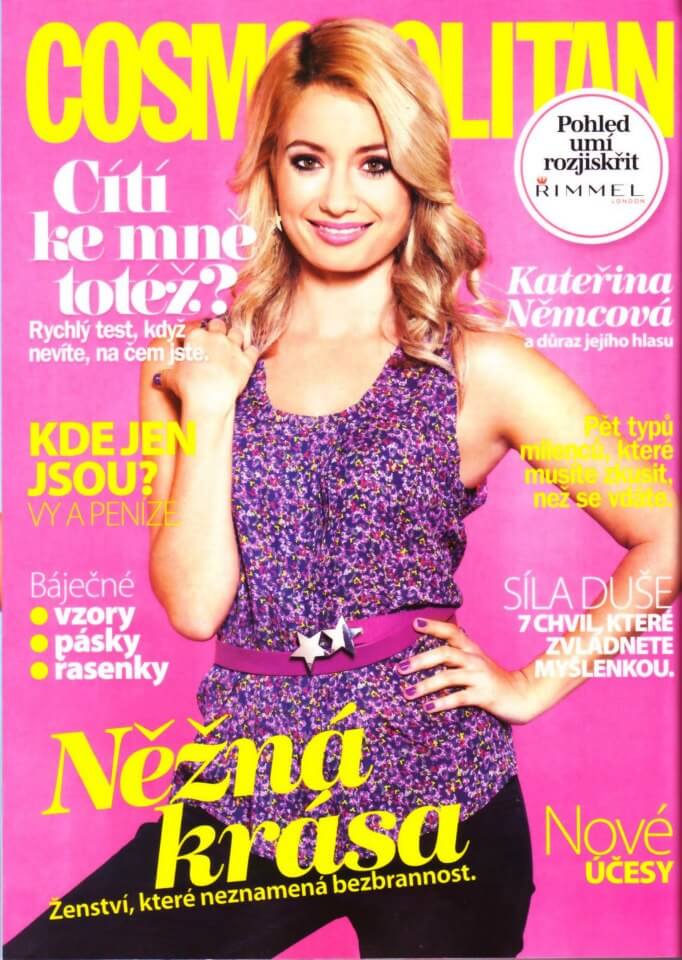 COSMOPOLITAN
Pohled
umí
rozjiskřit
RIMMEL
LONDON
Cítí
ke mně
totéž?
Rychlý test, když
nevíte, na čem jste.
Kateřina
Němcová
a důraz jejího hlasu
KDE JEN
JSOU?
VY A PENÍZE
Pět typů
milenců, které
musíte zkusit,
než se vdáte.
Báječné
• vzory
• pásky
• řasenky
SÍLA DUŠE
7 CHVIL, KTERÉ
ZVLÁDNETE
MYŠLENKOU.
Něžná
krása
Ženství, které neznamená bezbrannost.
Nové
ÚČESY